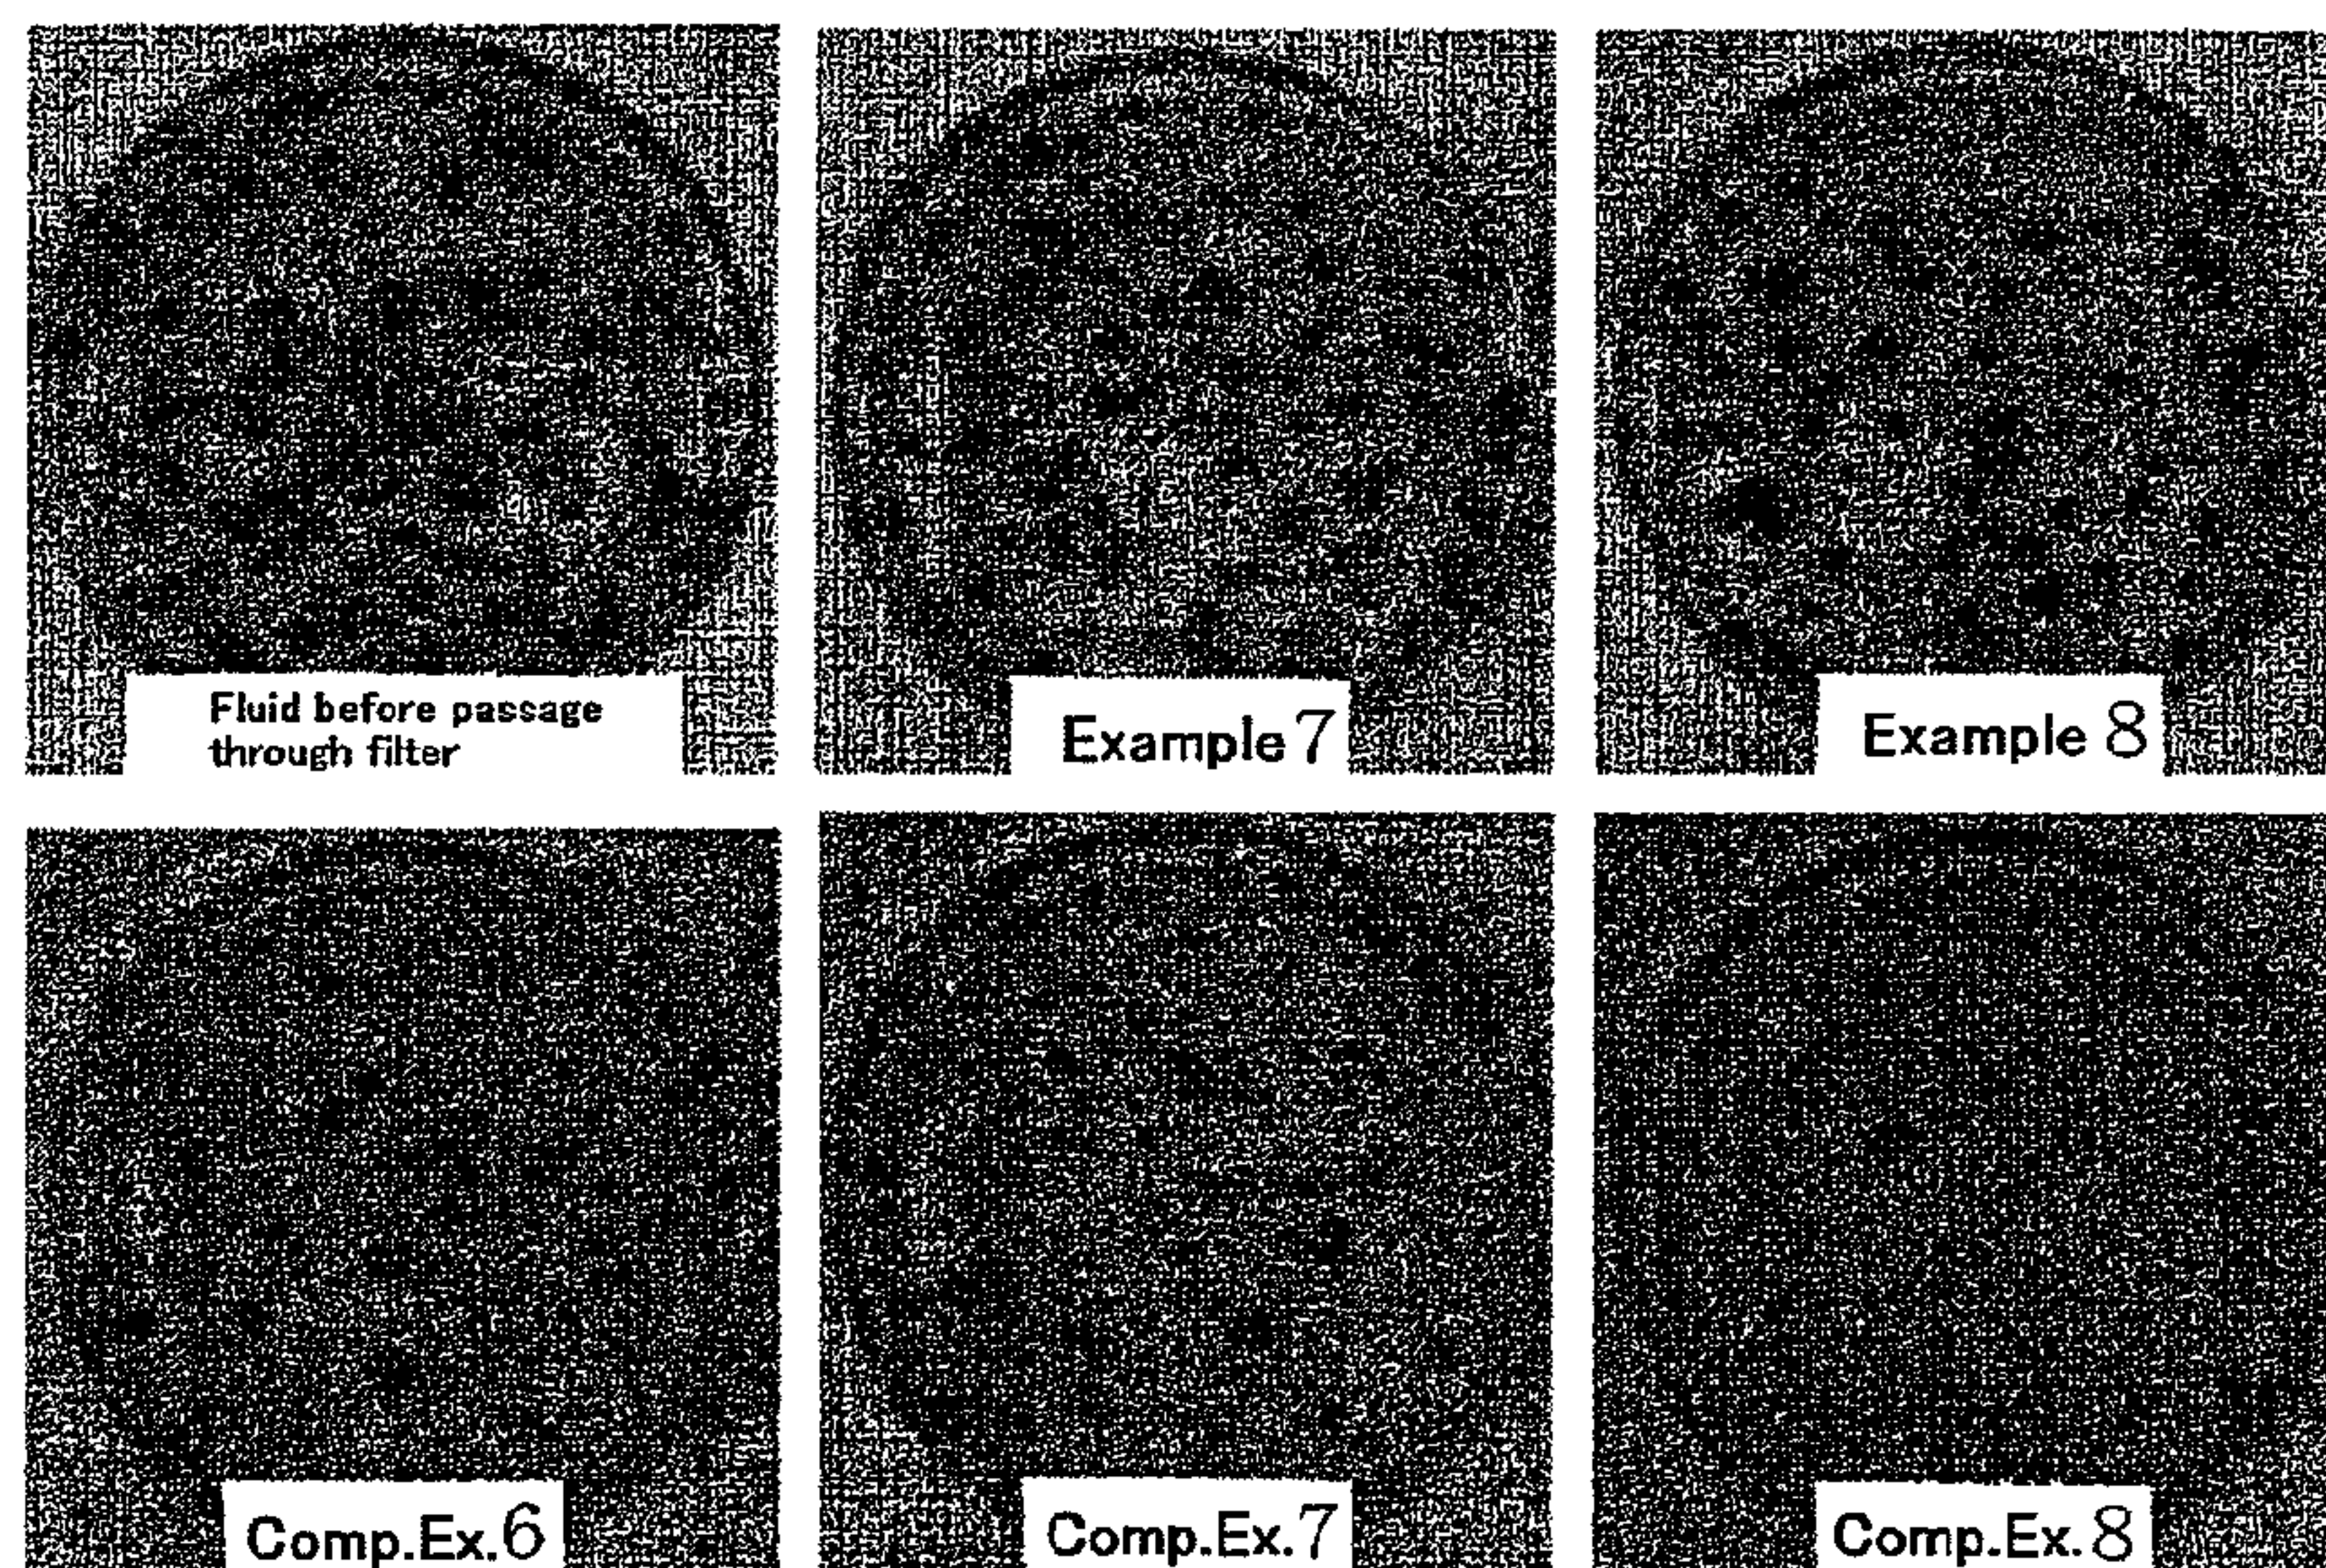 Fluid before passage
through filter
Example 7
Example 8
Comp.Ex.6
Comp.Ex.7
Comp.Ex.8